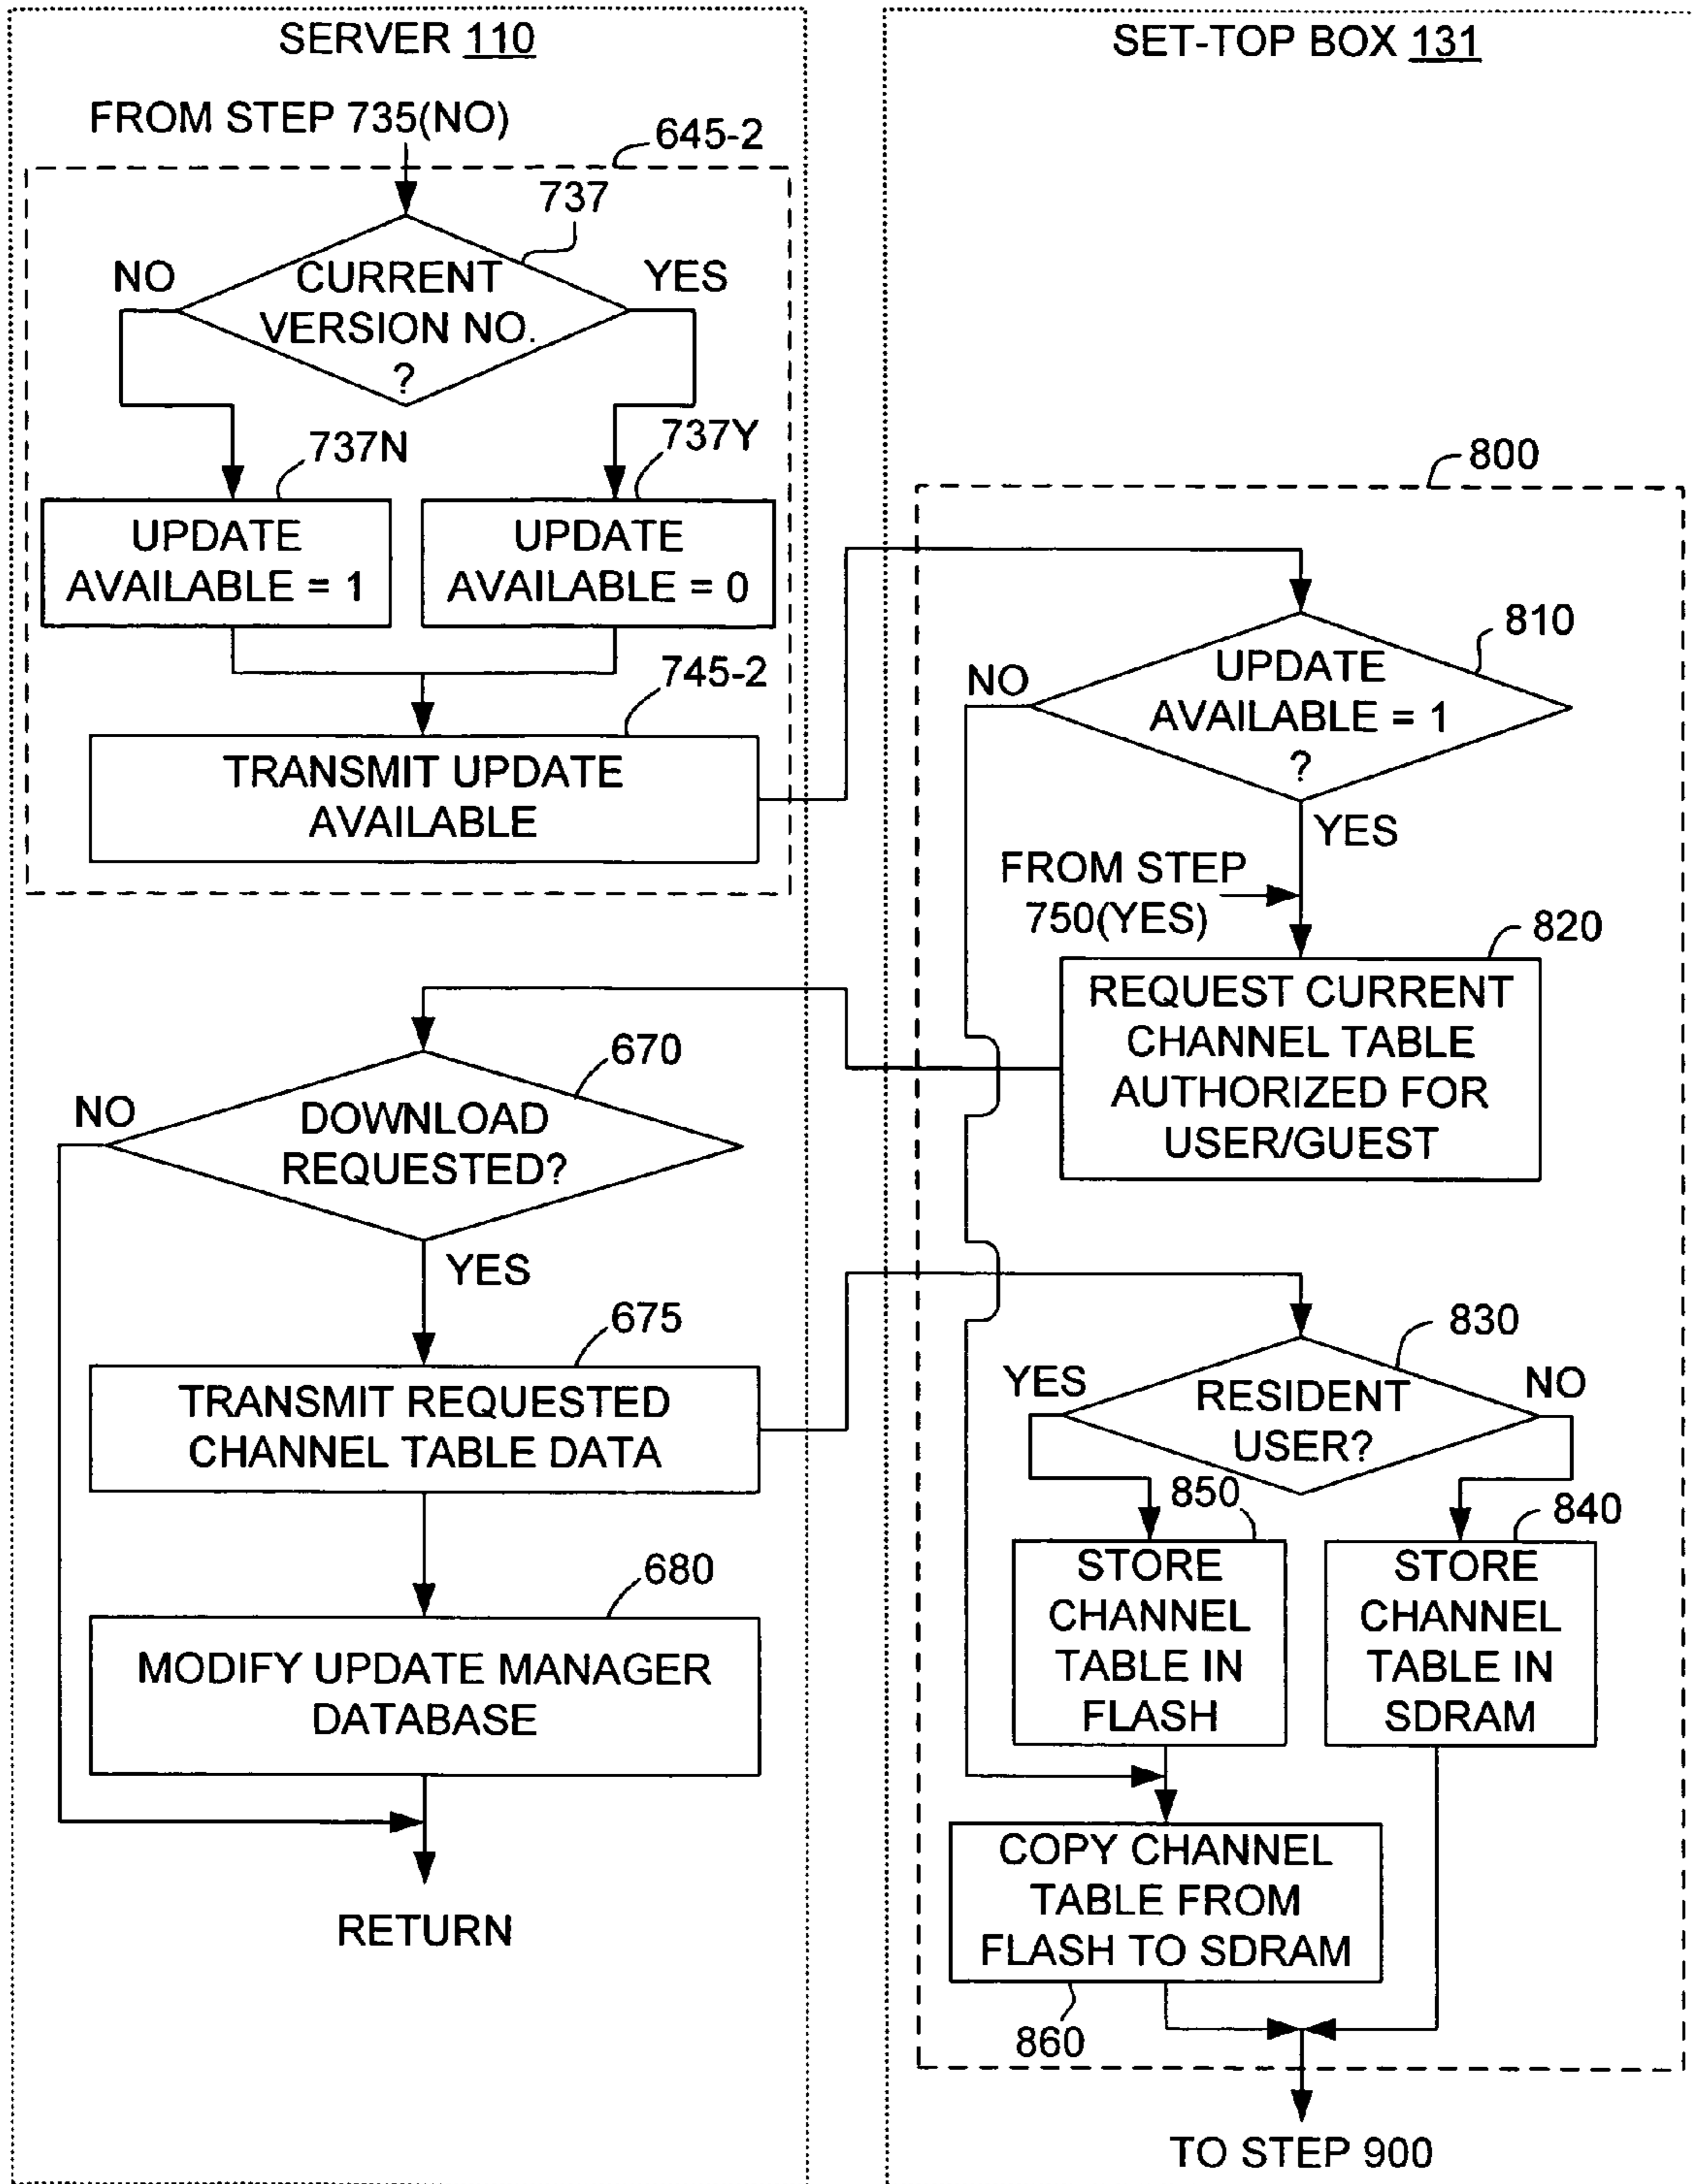 SERVER 110
FROM STEP 735(NO)
645-2
737
NO
CURRENT
VERSION NO.
?
YES
737N
737Y
UPDATE
AVAILABLE = 1
UPDATE
AVAILABLE = 0
745-2
TRANSMIT UPDATE
AVAILABLE
670
NO
DOWNLOAD
REQUESTED?
YES
675
TRANSMIT REQUESTED
CHANNEL TABLE DATA
680
MODIFY UPDATE MANAGER
DATABASE
RETURN
SET-TOP BOX 131
800
810
NO
UPDATE
AVAILABLE = 1
?
YES
FROM STEP
750(YES)
820
REQUEST CURRENT
CHANNEL TABLE
AUTHORIZED FOR
USER/GUEST
830
YES
RESIDENT
USER?
NO
850
STORE
CHANNEL
TABLE IN
FLASH
840
STORE
CHANNEL
TABLE IN
SDRAM
COPY CHANNEL
TABLE FROM
FLASH TO SDRAM
860
TO STEP 900